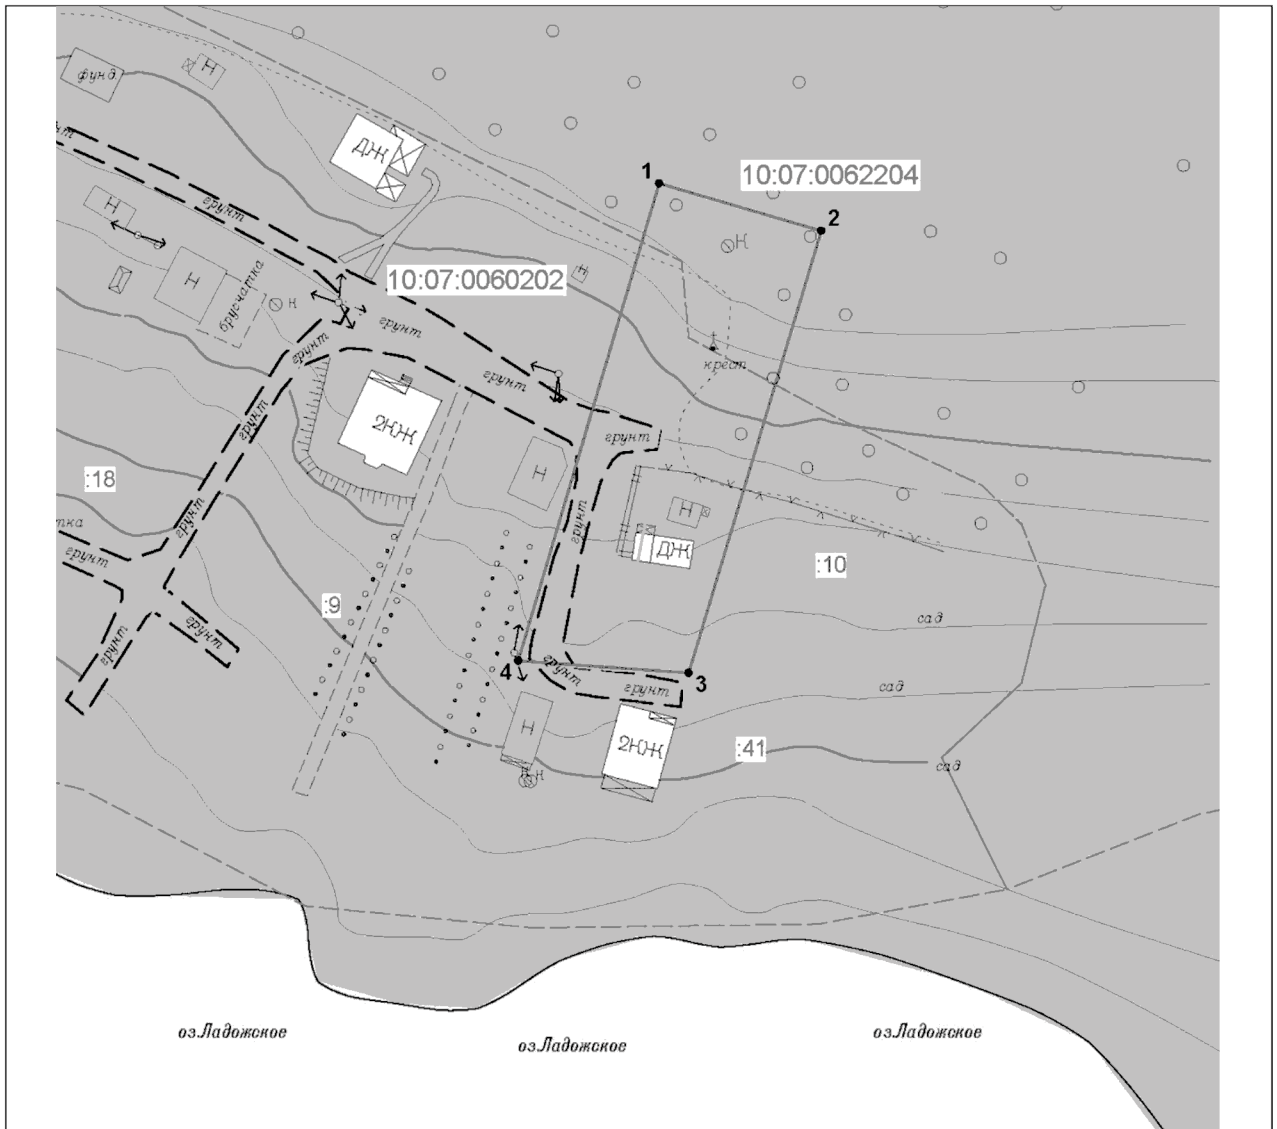 фунд.
Н
ДЖ
1
10:07:0062204
2
Н
грунт
К
Н
брусчатка
К
10:07:0060202
Н
грунт
грунт
крест
грунт
2КЖ
грунт
грунт
Н
:18
тка
грунт
грунт
Н
грунт
ДЖ
:10
грунт
:9
сад
грунт
грунт
4
грунт
3
грунт
сад
Н
2КЖ
:41
сад
К
оз.Ладожское
оз.Ладожское
оз.Ладожское